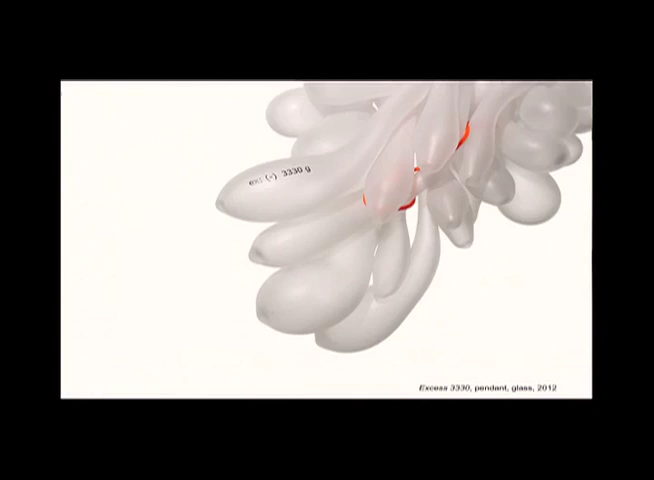 (-) 3330 g
Excess 3330, pendant, glass, 2012